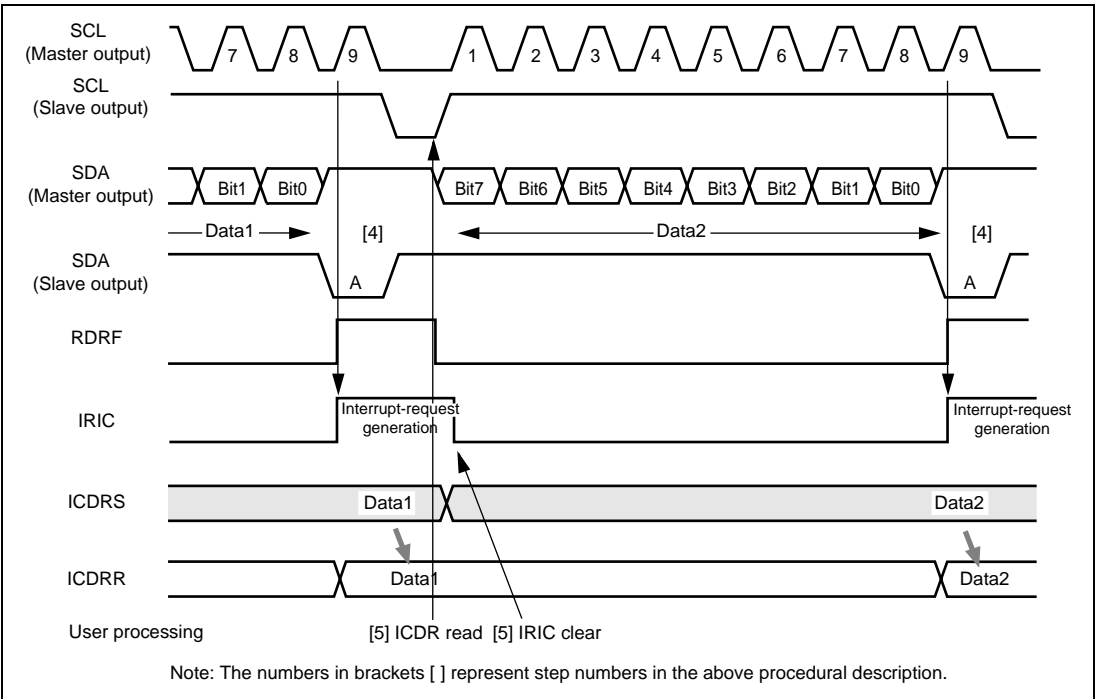 SCL
(Master output)
7 8 9 1 2 3 4 5 6 7 8 9
SCL
(Slave output)
SDA
(Master output)
Bit1 Bit0 Bit7 Bit6 Bit5 Bit4 Bit3 Bit2 Bit1 Bit0
Data1 [4] Data2 [4]
SDA
(Slave output)
A A
RDRF
IRIC
Interrupt-request
generation
Interrupt-request
generation
ICDRS
Data1 Data2
ICDRR
Data1 Data2
User processing
[5] ICDR read [5] IRIC clear
Note: The numbers in brackets [ ] represent step numbers in the above procedural description.